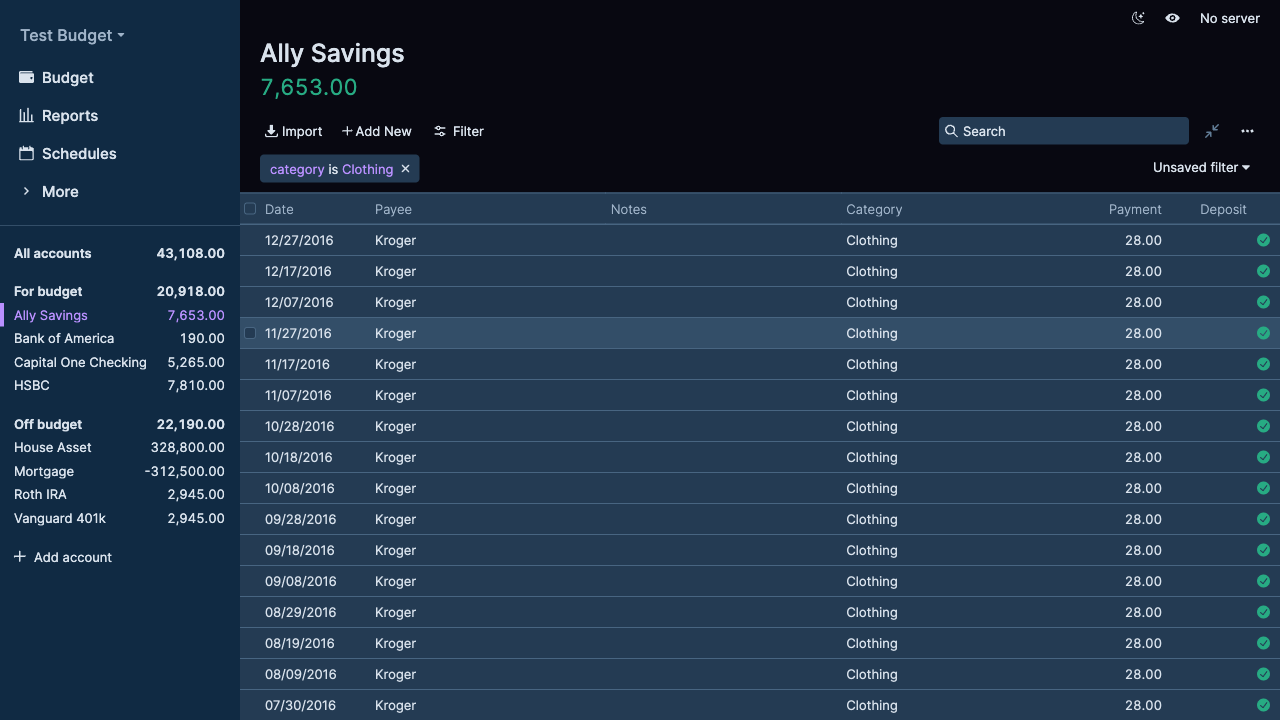 Test Budget
Budget
Reports
Schedules
More
All accounts 43,108.00
For budget 20,918.00
Ally Savings 7,653.00
Bank of America 190.00
Capital One Checking 5,265.00
HSBC 7,810.00
Off budget 22,190.00
House Asset 328,800.00
Mortgage -312,500.00
Roth IRA 2,945.00
Vanguard 401k 2,945.00
Add account
No server
Ally Savings
7,653.00
Import Add New Filter Search
category is Clothing Unsaved filter
Date Payee Notes Category Payment Deposit
12/27/2016 Kroger Clothing 28.00
12/17/2016 Kroger Clothing 28.00
12/07/2016 Kroger Clothing 28.00
11/27/2016 Kroger Clothing 28.00
11/17/2016 Kroger Clothing 28.00
11/07/2016 Kroger Clothing 28.00
10/28/2016 Kroger Clothing 28.00
10/18/2016 Kroger Clothing 28.00
10/08/2016 Kroger Clothing 28.00
09/28/2016 Kroger Clothing 28.00
09/18/2016 Kroger Clothing 28.00
09/08/2016 Kroger Clothing 28.00
08/29/2016 Kroger Clothing 28.00
08/19/2016 Kroger Clothing 28.00
08/09/2016 Kroger Clothing 28.00
07/30/2016 Kroger Clothing 28.00